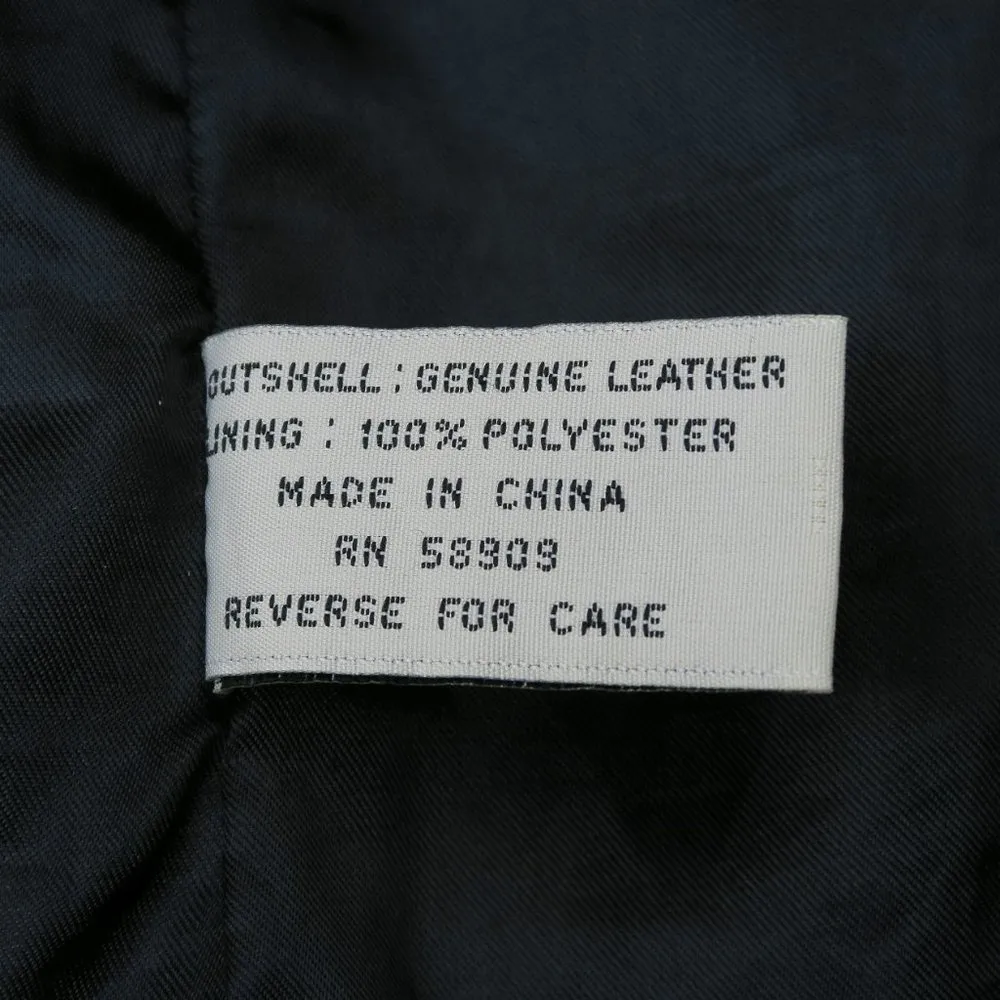 OUTSHELL : GENUINE LEATHER
LINING : 100% POLYESTER
MADE IN CHINA
RN 58909
REVERSE FOR CARE